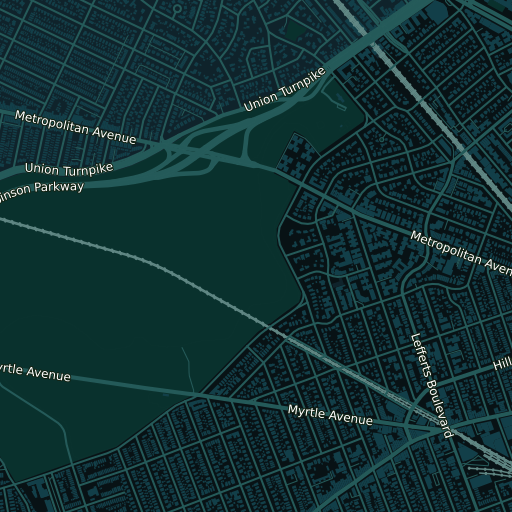 Union Turnpike
Metropolitan Avenue
Union Turnpike
inson Parkway
Metropolitan Aven
Lefferts Boulevard
Hill
yrtle Avenue
Myrtle Avenue